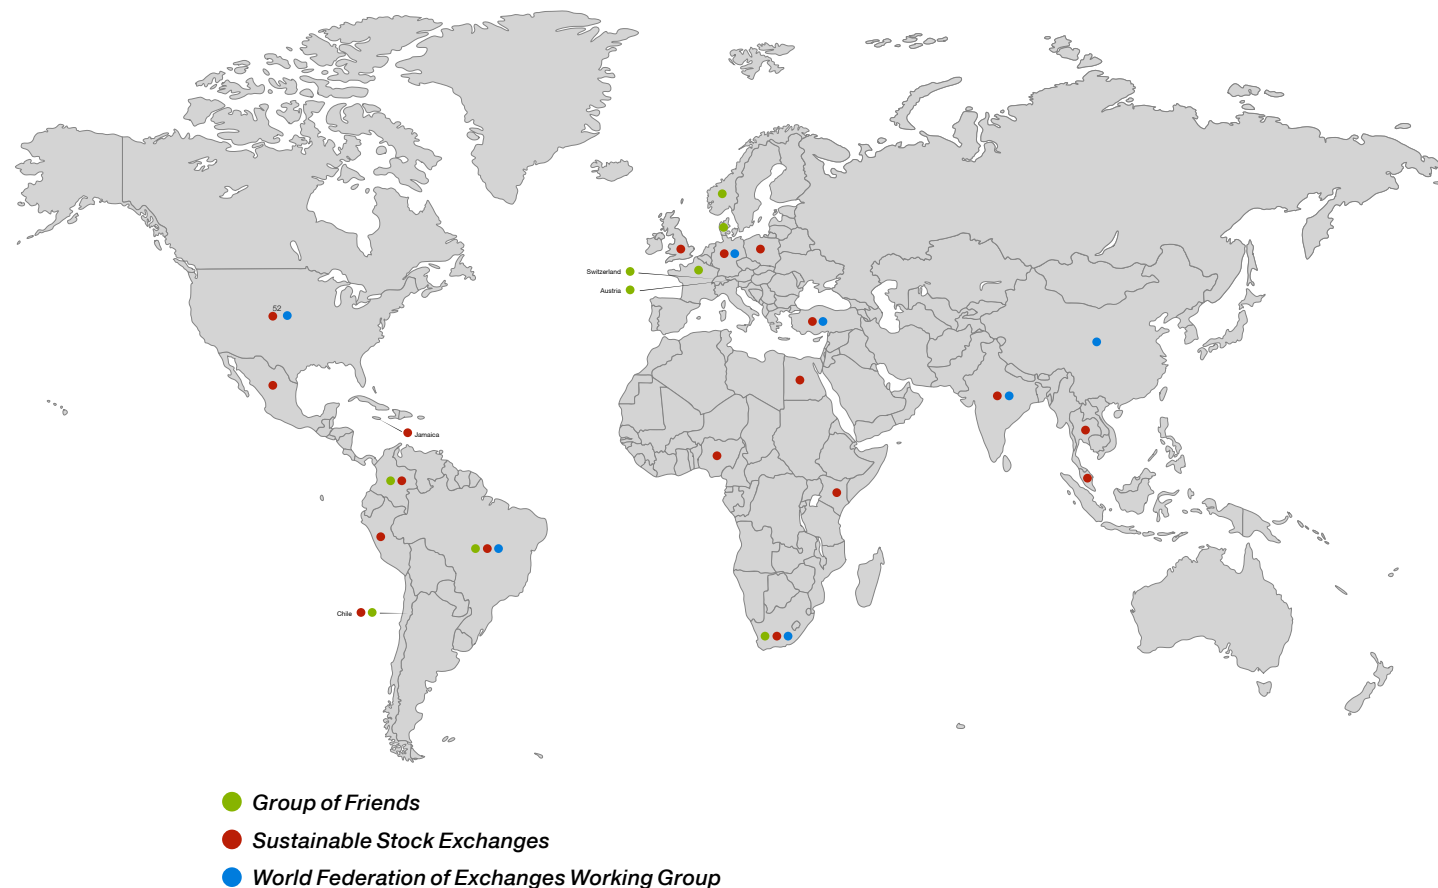 Switzerland
Austria
52
Jamaica
Chile
Group of Friends
Sustainable Stock Exchanges
World Federation of Exchanges Working Group